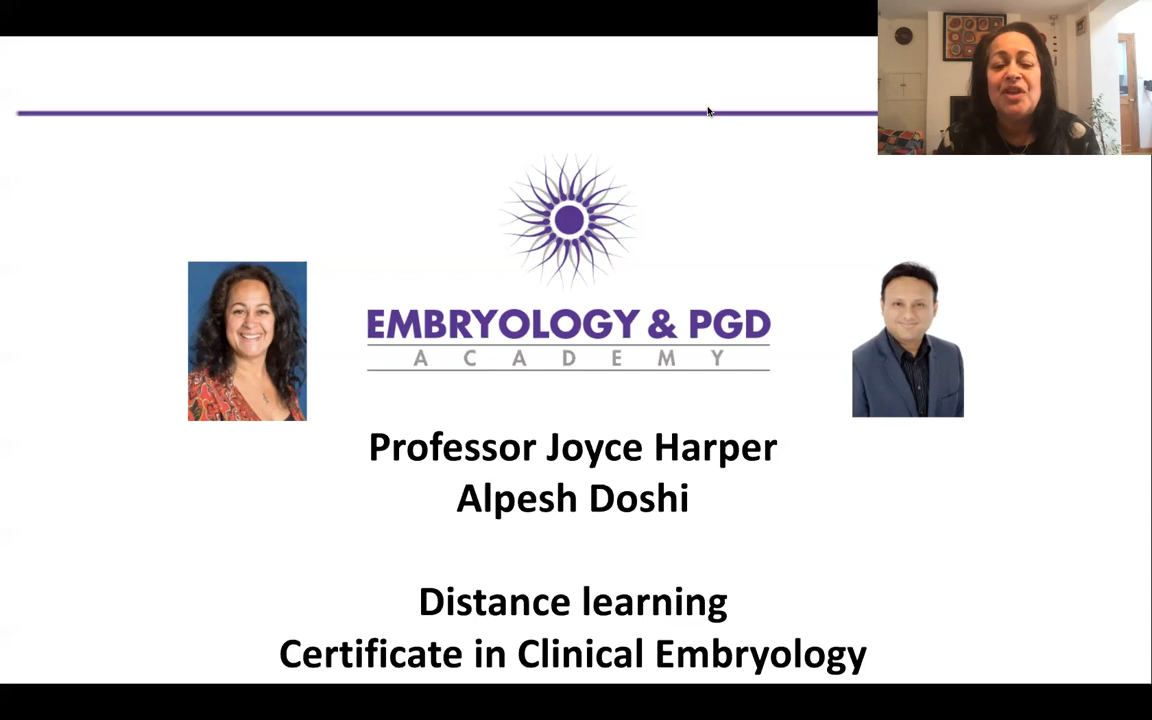 EMBRYOLOGY & PGD
ACADEMY
Professor Joyce Harper
Alpesh Doshi
Distance learning
Certificate in Clinical Embryology